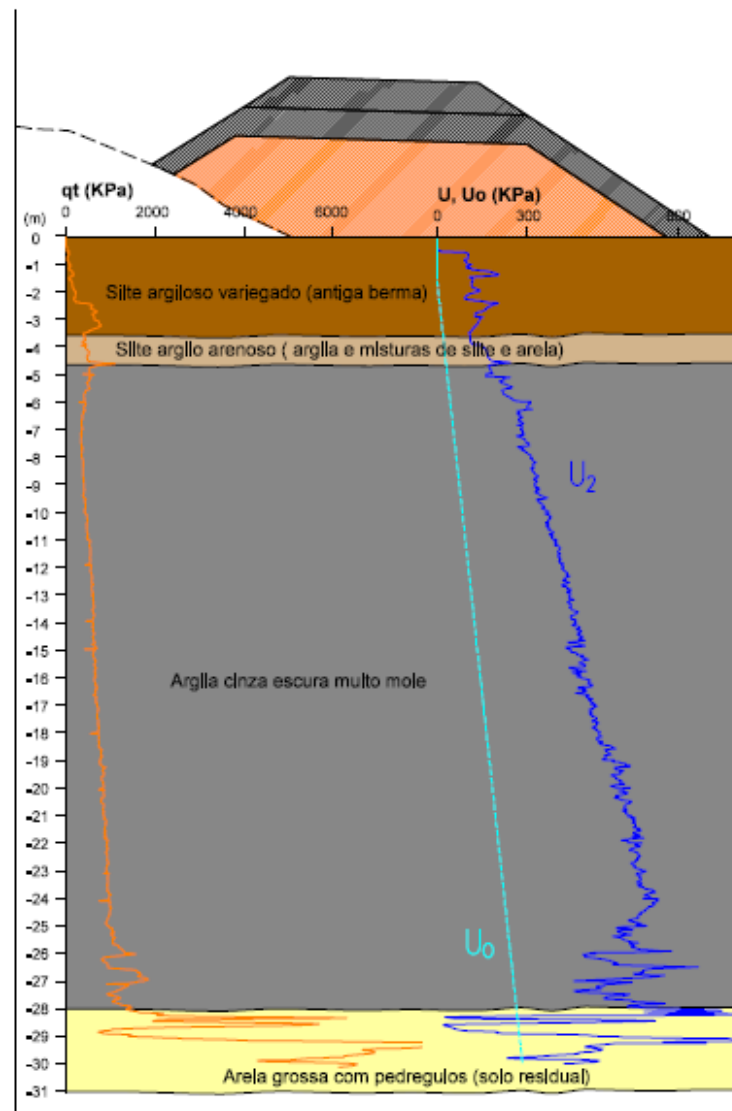 qt (KPa)
U, Uo (KPa)
(m)
0 2000 4000 6000
0 300 800
0
-1
-2
Silte argiloso variegado (antiga berma)
-3
-4
Silte argilo arenoso ( argila e misturas de silte e areia)
-5
-6
-7
-8
U2
-9
-10
-11
-12
-13
-14
-15
-16
Argila cinza escura muito mole
-17
-18
-19
-20
-21
-22
-23
-24
-25
-26
Uo
-27
-28
-29
-30
Areia grossa com pedregulos (solo residual)
-31